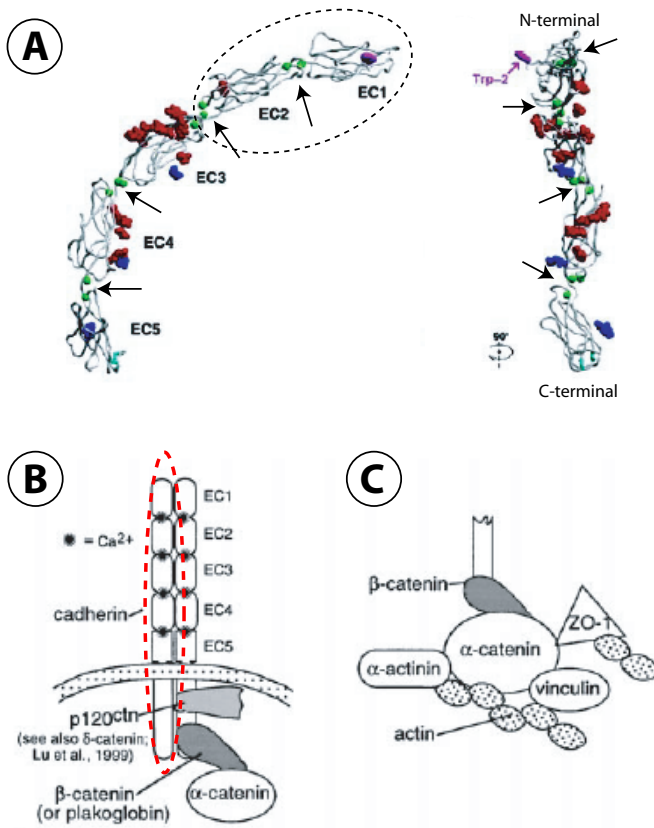 A
EC1
EC2
EC3
EC4
EC5
N-terminal
Trp-2
90°
C-terminal
B
= Ca2+
EC1
EC2
EC3
cadherin
EC4
EC5
p120ctn
(see also δ-catenin;
Lu et al., 1999)
β-catenin
(or plakoglobin)
α-catenin
C
β-catenin
ZO-1
α-catenin
α-actinin
vinculin
actin